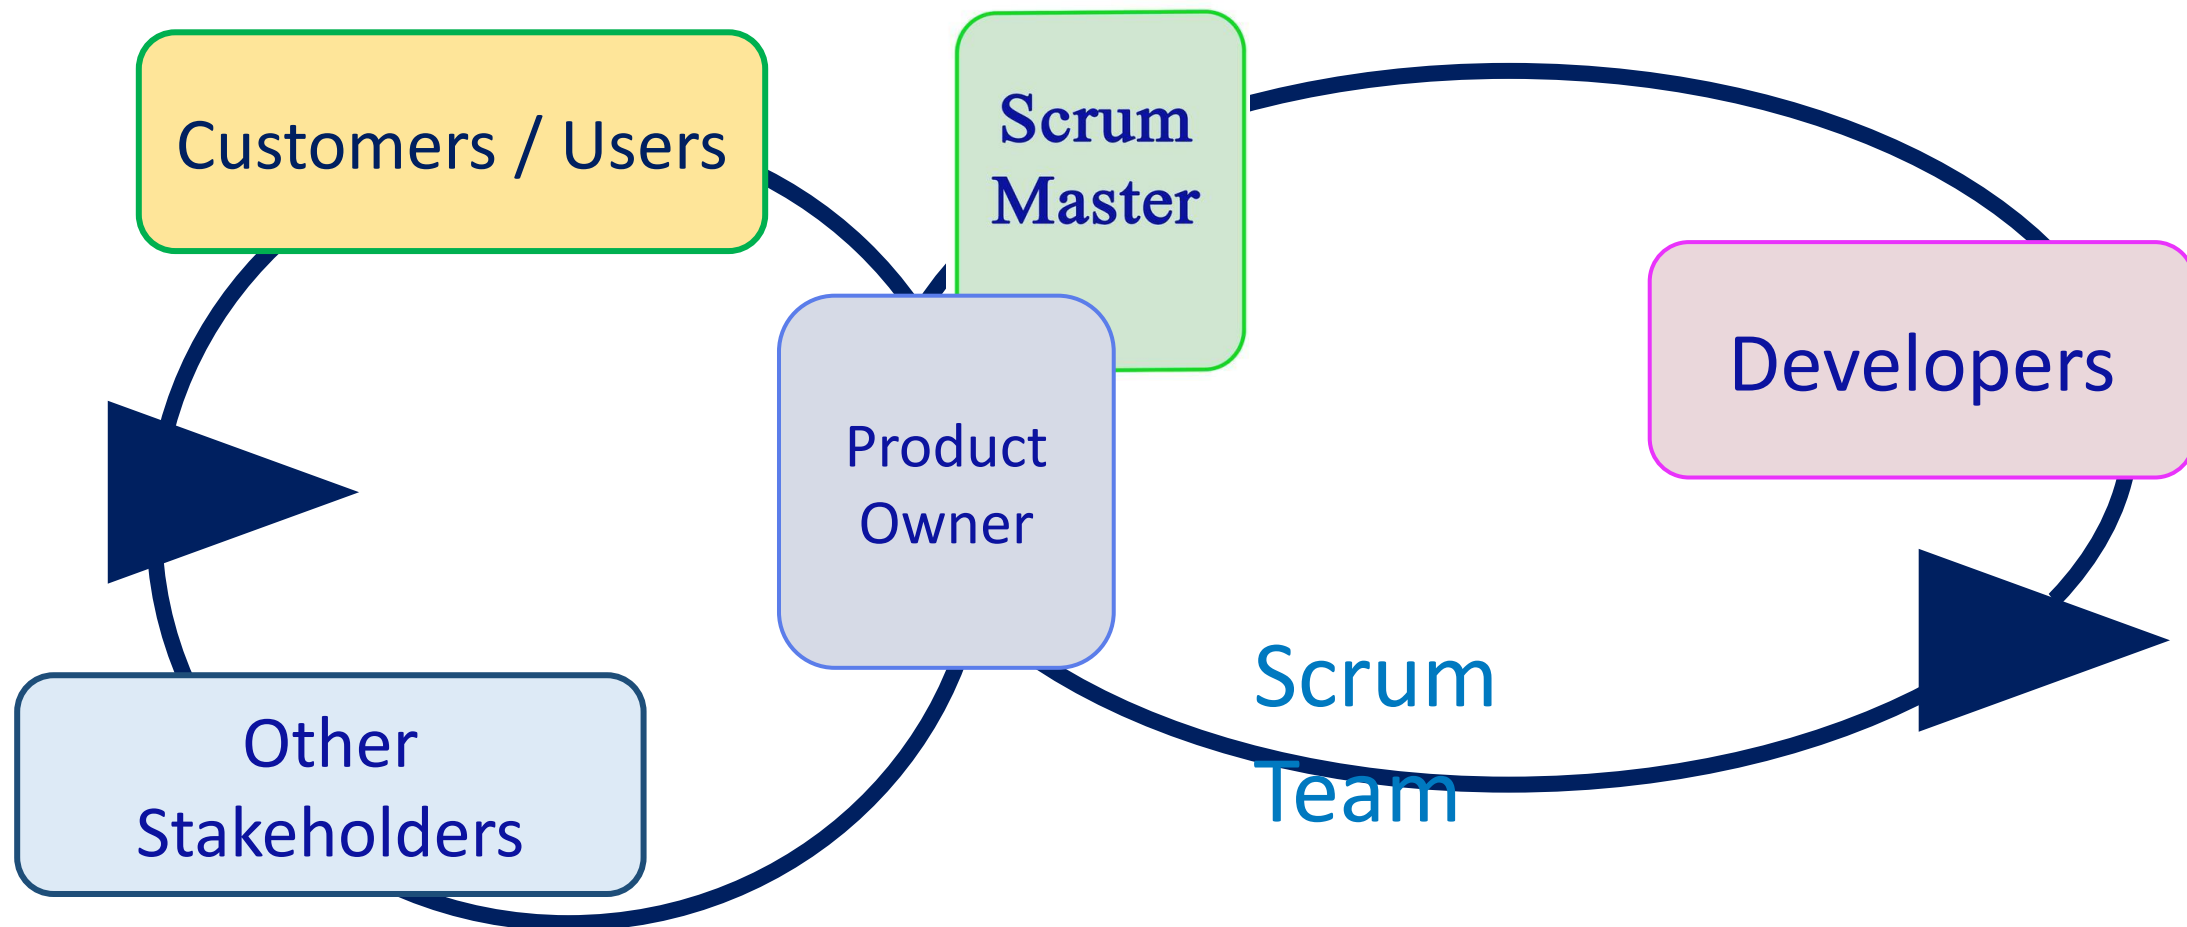 Customers / Users
Scrum
Master
Developers
Product
Owner
Scrum
Team
Other
Stakeholders